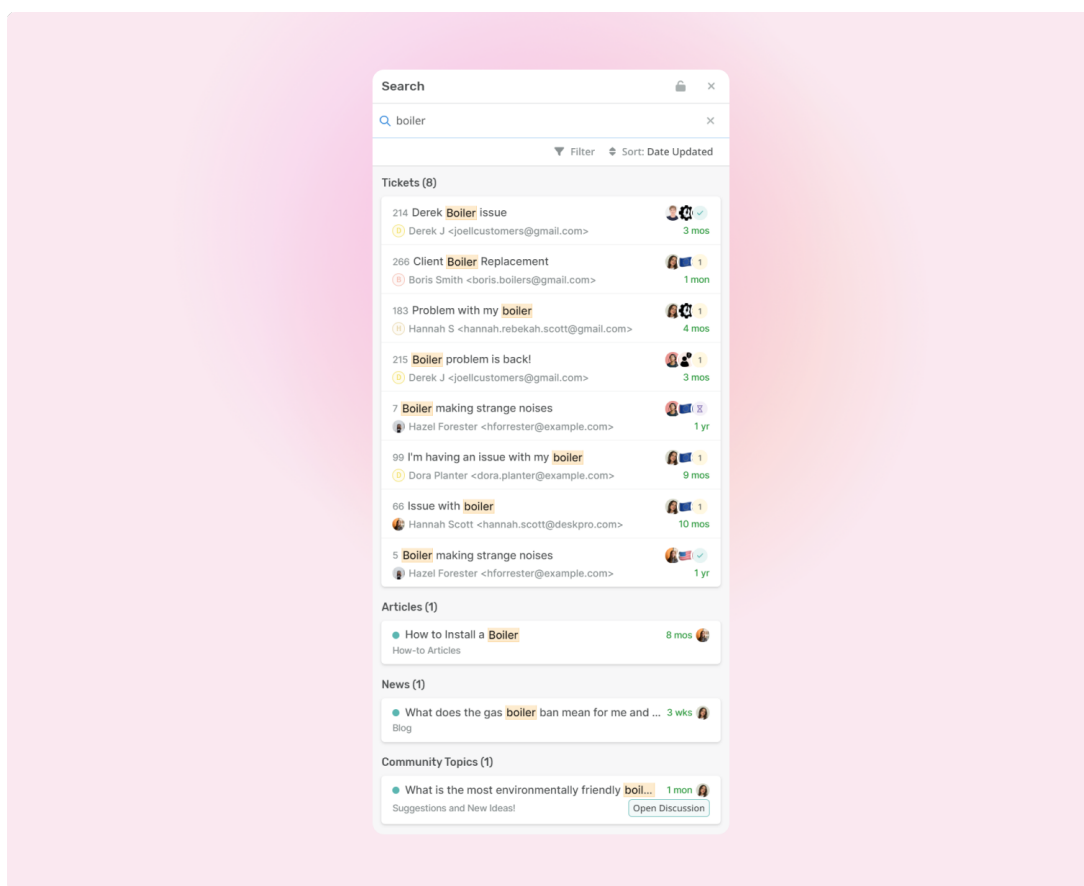 Search
boiler
Filter Sort: Date Updated
Tickets (8)
214 Derek Boiler issue
D Derek J <joellcustomers@gmail.com> 3 mos
266 Client Boiler Replacement 1
B Boris Smith <boris.boilers@gmail.com> 1 mon
183 Problem with my boiler 1
H Hannah S <hannah.rebekah.scott@gmail.com> 4 mos
215 Boiler problem is back! 1
D Derek J <joellcustomers@gmail.com> 3 mos
7 Boiler making strange noises
Hazel Forester <hforrester@example.com> 1 yr
99 I'm having an issue with my boiler 1
D Dora Planter <dora.planter@example.com> 9 mos
66 Issue with boiler 1
Hannah Scott <hannah.scott@deskpro.com> 10 mos
5 Boiler making strange noises
Hazel Forester <hforrester@example.com> 1 yr
Articles (1)
How to Install a Boiler 8 mos
How-to Articles
News (1)
What does the gas boiler ban mean for me and ... 3 wks
Blog
Community Topics (1)
What is the most environmentally friendly boil... 1 mon
Suggestions and New Ideas! Open Discussion